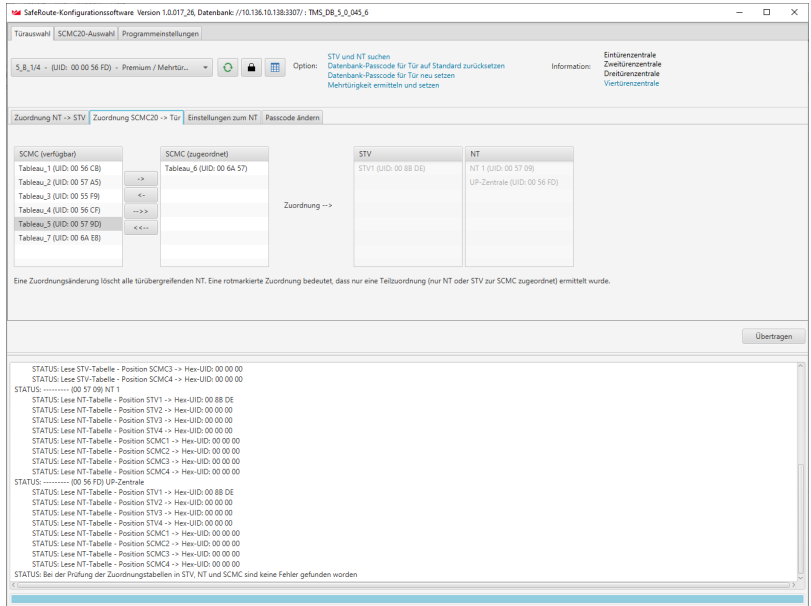 SafeRoute-Konfigurationssoftware Version 1.0.017_26, Datenbank: //10.136.10.138:3307/ : TMS_DB_5_0_045_6
Türauswahl SCMC20-Auswahl Programmeinstellungen
5_8_1/4 - (UID: 00 00 56 FD) - Premium / Mehrtür...
Option:
STV und NT suchen
Datenbank-Passcode für Tür auf Standard zurücksetzen
Datenbank-Passcode für Tür neu setzen
Mehrtürigkeit ermitteln und setzen
Information:
Eintürenzentrale
Zweitürenzentrale
Dreitürenzentrale
Viertürenzentrale
Zuordnung NT -> STV Zuordnung SCMC20 -> Tür Einstellungen zum NT Passcode ändern
SCMC (verfügbar)
Tableau_1 (UID: 00 56 CB)
Tableau_2 (UID: 00 57 A5)
Tableau_3 (UID: 00 55 F9)
Tableau_4 (UID: 00 56 CF)
Tableau_5 (UID: 00 57 9D)
Tableau_7 (UID: 00 6A E8)
->
<-
-->>
<<--
SCMC (zugeordnet)
Tableau_6 (UID: 00 6A 57)
Zuordnung -->
STV
STV1 (UID: 00 8B DE)
NT
NT 1 (UID: 00 57 09)
UP-Zentrale (UID: 00 56 FD)
Eine Zuordnungsänderung löscht alle türübergreifenden NT. Eine rotmarkierte Zuordnung bedeutet, dass nur eine Teilzuordnung (nur NT oder STV zur SCMC zugeordnet) ermittelt wurde.
Übertragen
STATUS: Lese STV-Tabelle - Position SCMC3 -> Hex-UID: 00 00 00
STATUS: Lese STV-Tabelle - Position SCMC4 -> Hex-UID: 00 00 00
STATUS: --------- (00 57 09) NT 1
STATUS: Lese NT-Tabelle - Position STV1 -> Hex-UID: 00 8B DE
STATUS: Lese NT-Tabelle - Position STV2 -> Hex-UID: 00 00 00
STATUS: Lese NT-Tabelle - Position STV3 -> Hex-UID: 00 00 00
STATUS: Lese NT-Tabelle - Position STV4 -> Hex-UID: 00 00 00
STATUS: Lese NT-Tabelle - Position SCMC1 -> Hex-UID: 00 00 00
STATUS: Lese NT-Tabelle - Position SCMC2 -> Hex-UID: 00 00 00
STATUS: Lese NT-Tabelle - Position SCMC3 -> Hex-UID: 00 00 00
STATUS: Lese NT-Tabelle - Position SCMC4 -> Hex-UID: 00 00 00
STATUS: --------- (00 56 FD) UP-Zentrale
STATUS: Lese NT-Tabelle - Position STV1 -> Hex-UID: 00 8B DE
STATUS: Lese NT-Tabelle - Position STV2 -> Hex-UID: 00 00 00
STATUS: Lese NT-Tabelle - Position STV3 -> Hex-UID: 00 00 00
STATUS: Lese NT-Tabelle - Position STV4 -> Hex-UID: 00 00 00
STATUS: Lese NT-Tabelle - Position SCMC1 -> Hex-UID: 00 00 00
STATUS: Lese NT-Tabelle - Position SCMC2 -> Hex-UID: 00 00 00
STATUS: Lese NT-Tabelle - Position SCMC3 -> Hex-UID: 00 00 00
STATUS: Lese NT-Tabelle - Position SCMC4 -> Hex-UID: 00 00 00
STATUS: Bei der Prüfung der Zuordnungstabellen in STV, NT und SCMC sind keine Fehler gefunden worden